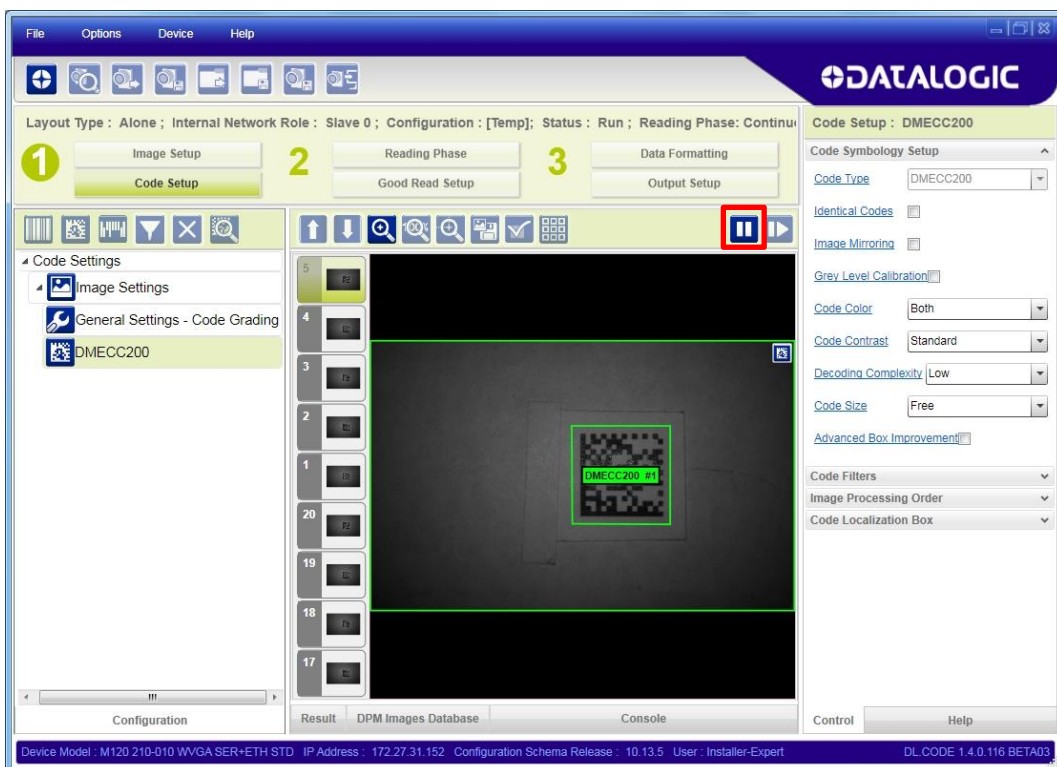 File Options Device Help
DATALOGIC
Layout Type : Alone ; Internal Network Role : Slave 0 ; Configuration : [Temp]; Status : Run ; Reading Phase: Continu
Code Setup : DMECC200
1 Image Setup 2 Reading Phase 3 Data Formatting
Code Setup Good Read Setup Output Setup
Code Symbology Setup
Code Type DMECC200
Identical Codes
Image Mirroring
Grey Level Calibration
Code Color Both
Code Contrast Standard
Decoding Complexity Low
Code Size Free
Advanced Box Improvement
Code Filters
Image Processing Order
Code Localization Box
Code Settings
Image Settings
General Settings - Code Grading
DMECC200
100%
5
4
3
2
1
20
19
18
17
DMECC200 #1
Configuration
Result DPM Images Database Console
Control Help
Device Model : M120 210-010 WVGA SER+ETH STD IP Address : 172.27.31.152 Configuration Schema Release : 10.13.5 User : Installer-Expert DL.CODE 1.4.0.116 BETA03